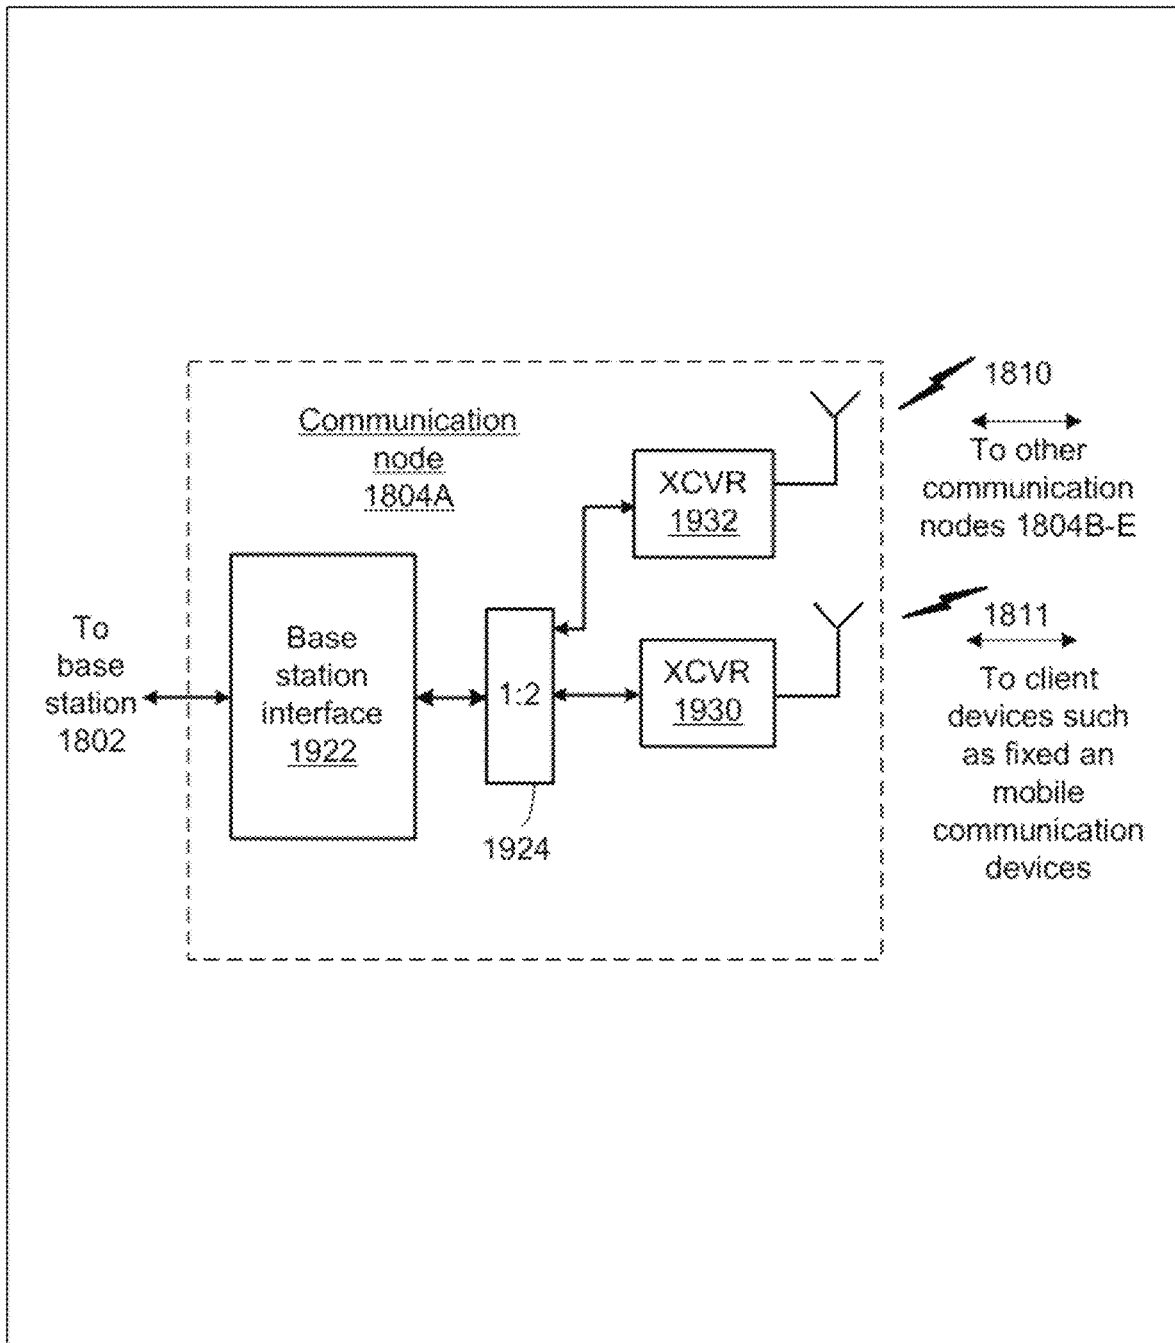 Communication
node
1804A
1810
To other
communication
nodes 1804B-E
XCVR
1932
To
base
station
1802
Base
station
interface
1922
1:2
1924
XCVR
1930
1811
To client
devices such
as fixed an
mobile
communication
devices